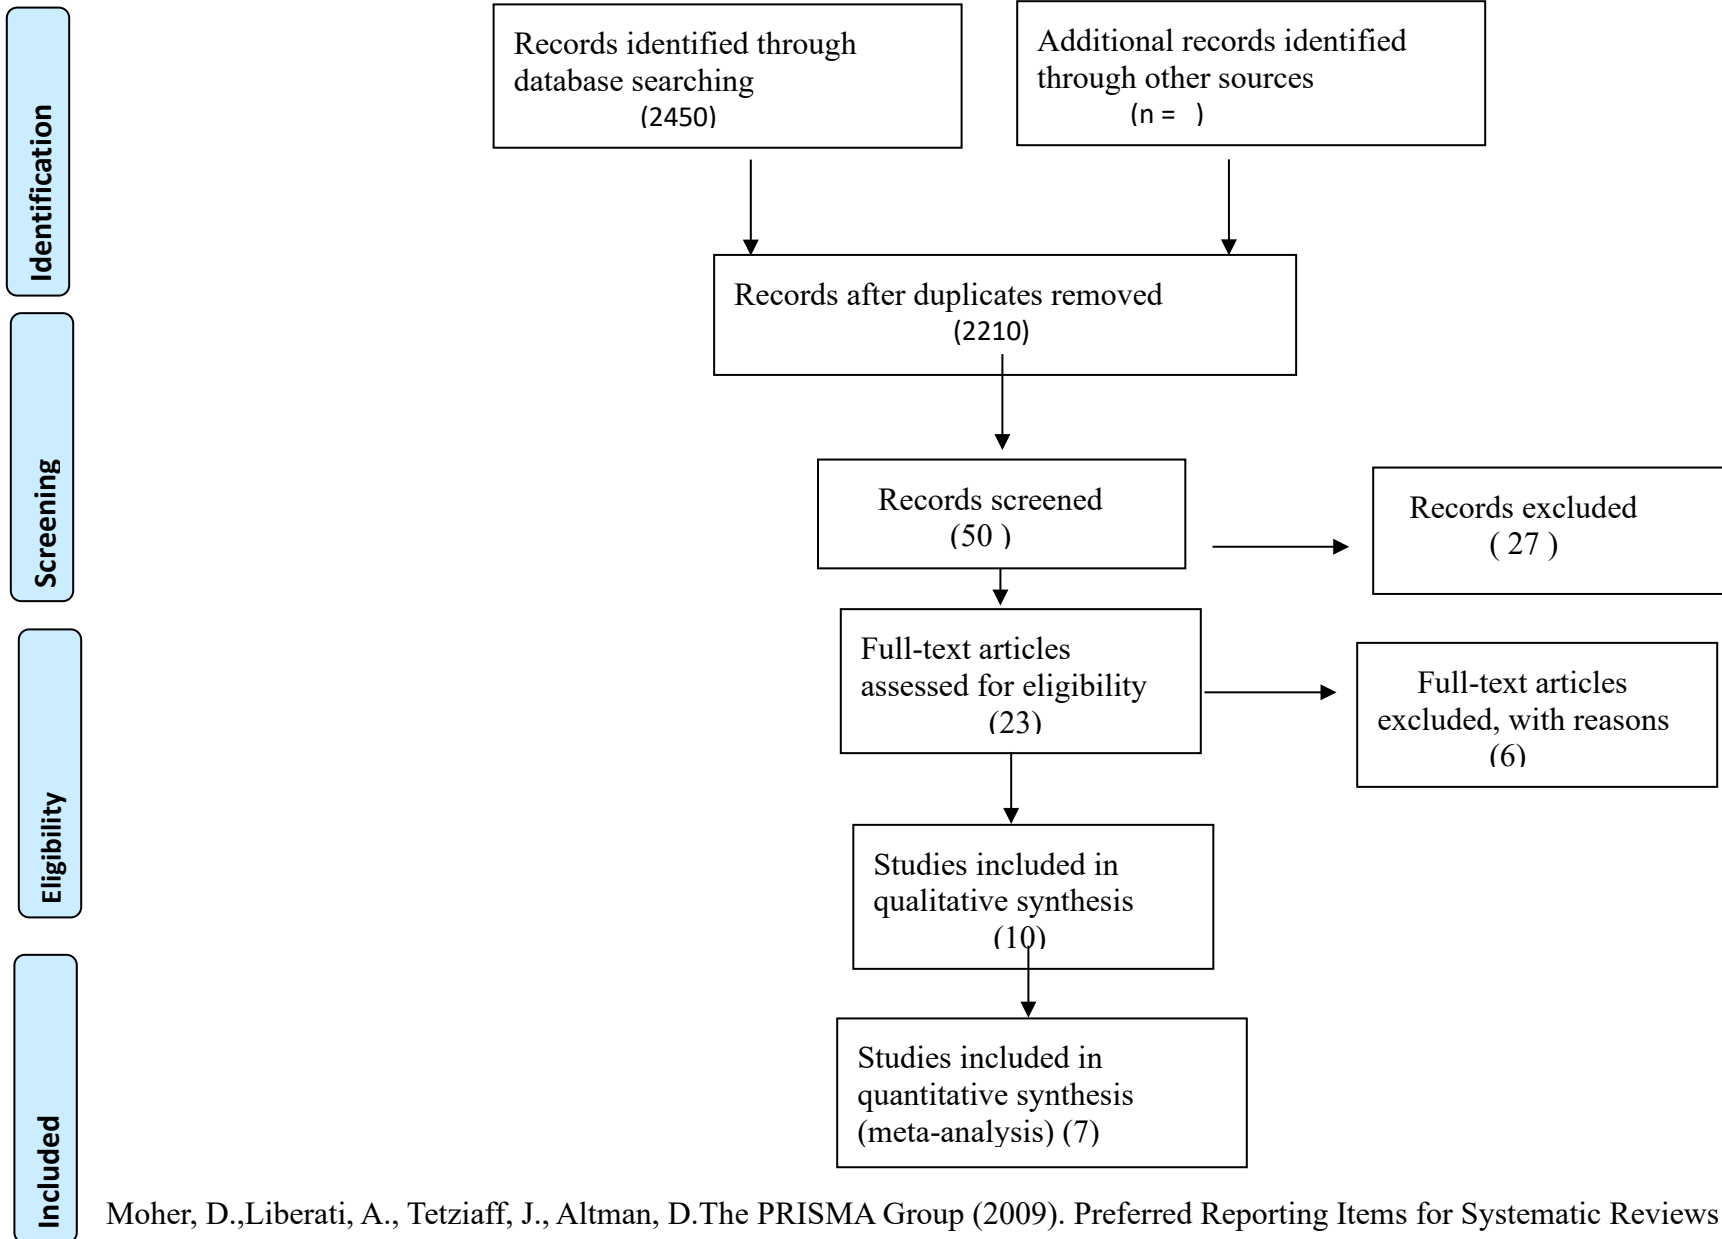 Identification
Records identified through
database searching
(2450)
Additional records identified
through other sources
(n =   )
Records after duplicates removed
(2210)
Screening
Records screened
(50 )
Records excluded
( 27 )
Eligibility
Full-text articles
assessed for eligibility
(23)
Full-text articles
excluded, with reasons
(6)
Studies included in
qualitative synthesis
(10)
Included
Studies included in
quantitative synthesis
(meta-analysis) (7)
Moher, D.,Liberati, A., Tetziaff, J., Altman, D.The PRISMA Group (2009). Preferred Reporting Items for Systematic Reviews